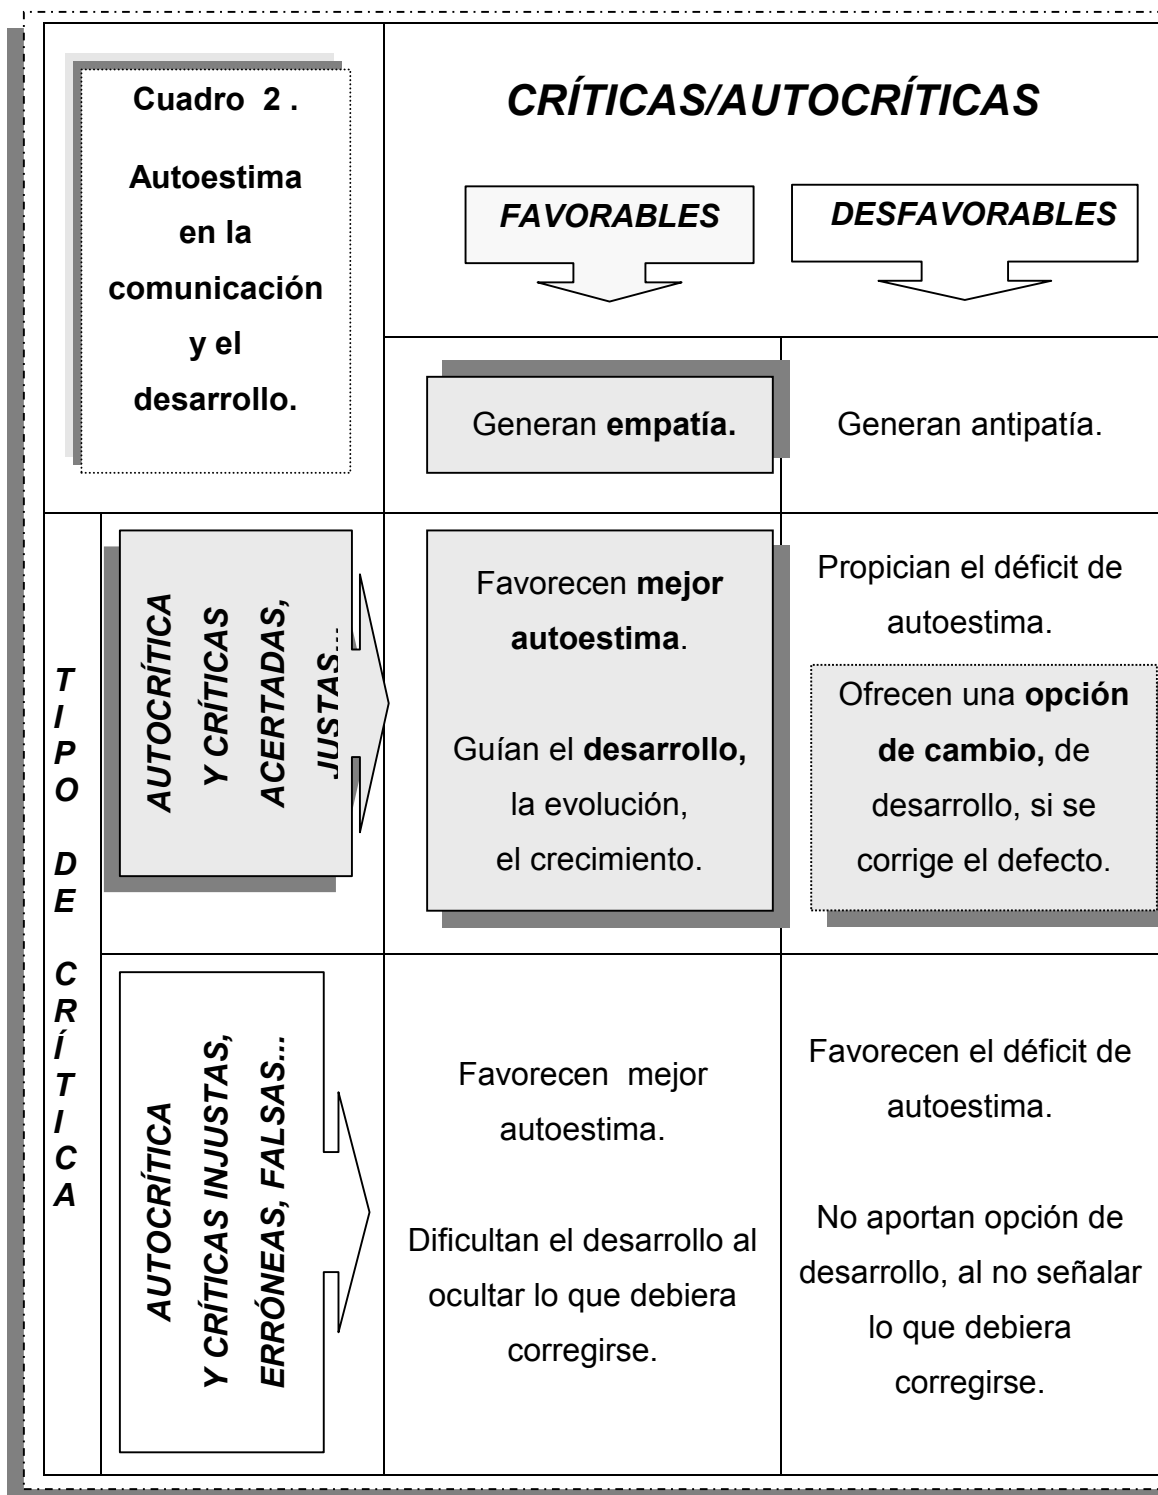 Cuadro 2 .
Autoestima
en la
comunicación
y el
desarrollo.
CRÍTICAS/AUTOCRÍTICAS
FAVORABLES
DESFAVORABLES
Generan empatía.
Generan antipatía.
TIPO DE CRÍTICA
AUTOCRÍTICA
Y CRÍTICAS
ACERTADAS,
JUSTAS...
Favorecen mejor
autoestima.
Guían el desarrollo,
la evolución,
el crecimiento.
Propician el déficit de
autoestima.
Ofrecen una opción
de cambio, de
desarrollo, si se
corrige el defecto.
AUTOCRÍTICA
Y CRÍTICAS INJUSTAS,
ERRÓNEAS, FALSAS...
Favorecen mejor
autoestima.
Dificultan el desarrollo al
ocultar lo que debiera
corregirse.
Favorecen el déficit de
autoestima.
No aportan opción de
desarrollo, al no señalar
lo que debiera
corregirse.